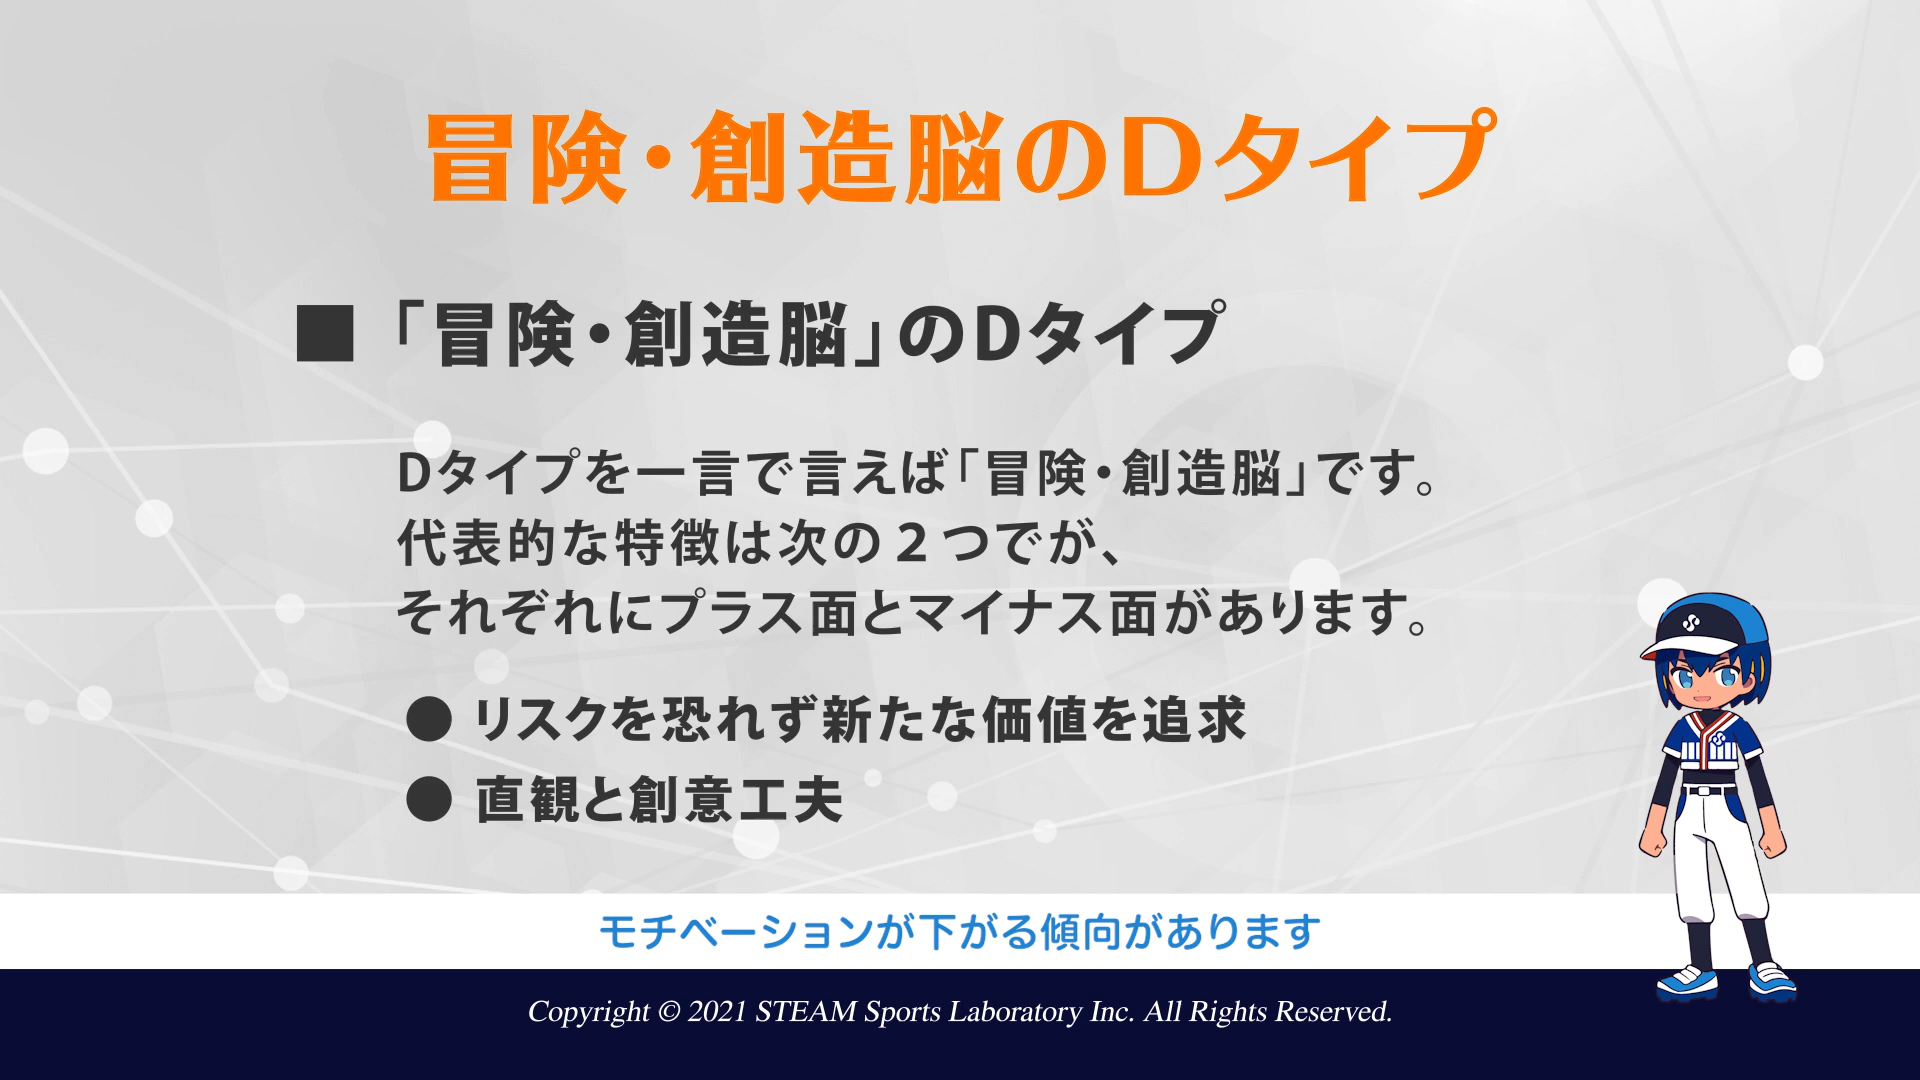 冒険・創造脳のDタイプ
■ 「冒険・創造脳」のDタイプ
Dタイプを一言で言えば「冒険・創造脳」です。
代表的な特徴は次の２つでが、
それぞれにプラス面とマイナス面があります。
● リスクを恐れず新たな価値を追求
● 直観と創意工夫
モチベーションが下がる傾向があります
Copyright © 2021 STEAM Sports Laboratory Inc. All Rights Reserved.